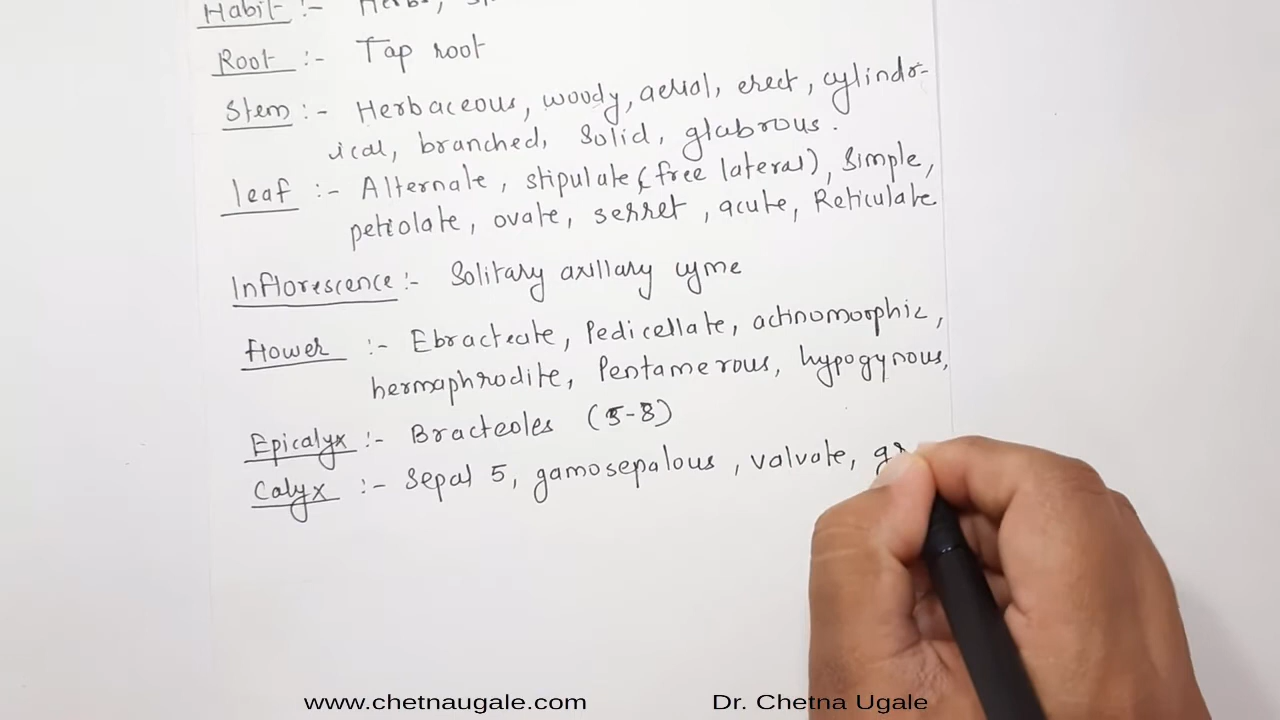 Habit :- Herbs,
Root :- Tap root
Stem :- Herbaceous, woody, aerial, erect, cylindr-
ical, branched, Solid, glabrous.
leaf :- Alternate, stipulate (free lateral), Simple,
petiolate, ovate, serret, acute, Reticulate
Inflorescence :- Solitary axillary cyme
flower :- Ebracteate, Pedicellate, actinomorphic,
hermaphrodite, Pentamerous, hypogynous,
Epicalyx :- Bracteoles (5-8)
Calyx :- Sepal 5, gamosepalous, valvate,
www.chetnaugale.com Dr. Chetna Ugale